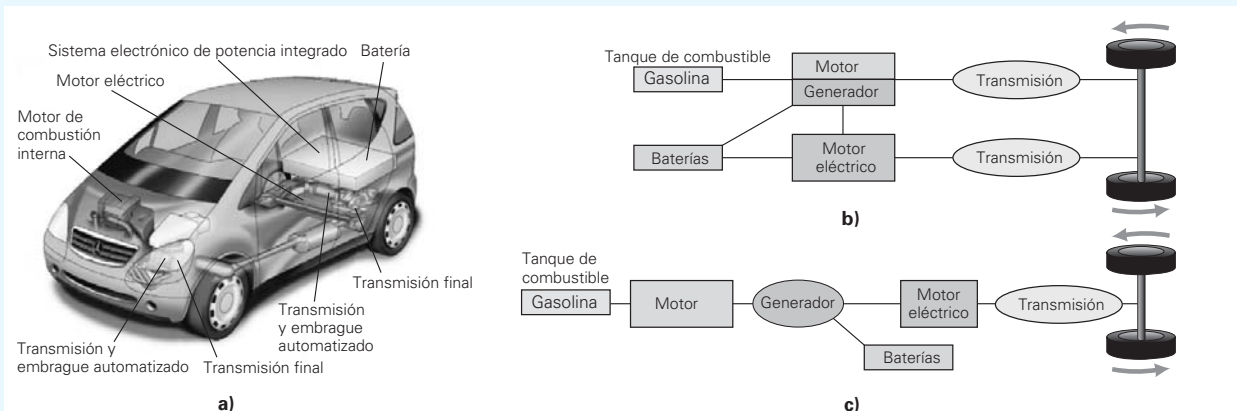 Sistema electrónico de potencia integrado
Batería
Motor eléctrico
Motor de
combustión
interna
Transmisión final
Transmisión
y embrague
automatizado
Transmisión y
embrague automatizado
Transmisión final
a)
Tanque de combustible
Gasolina
Motor
Generador
Transmisión
Baterías
Motor
eléctrico
Transmisión
b)
Tanque de
combustible
Gasolina
Motor
Generador
Motor
eléctrico
Transmisión
Baterías
c)